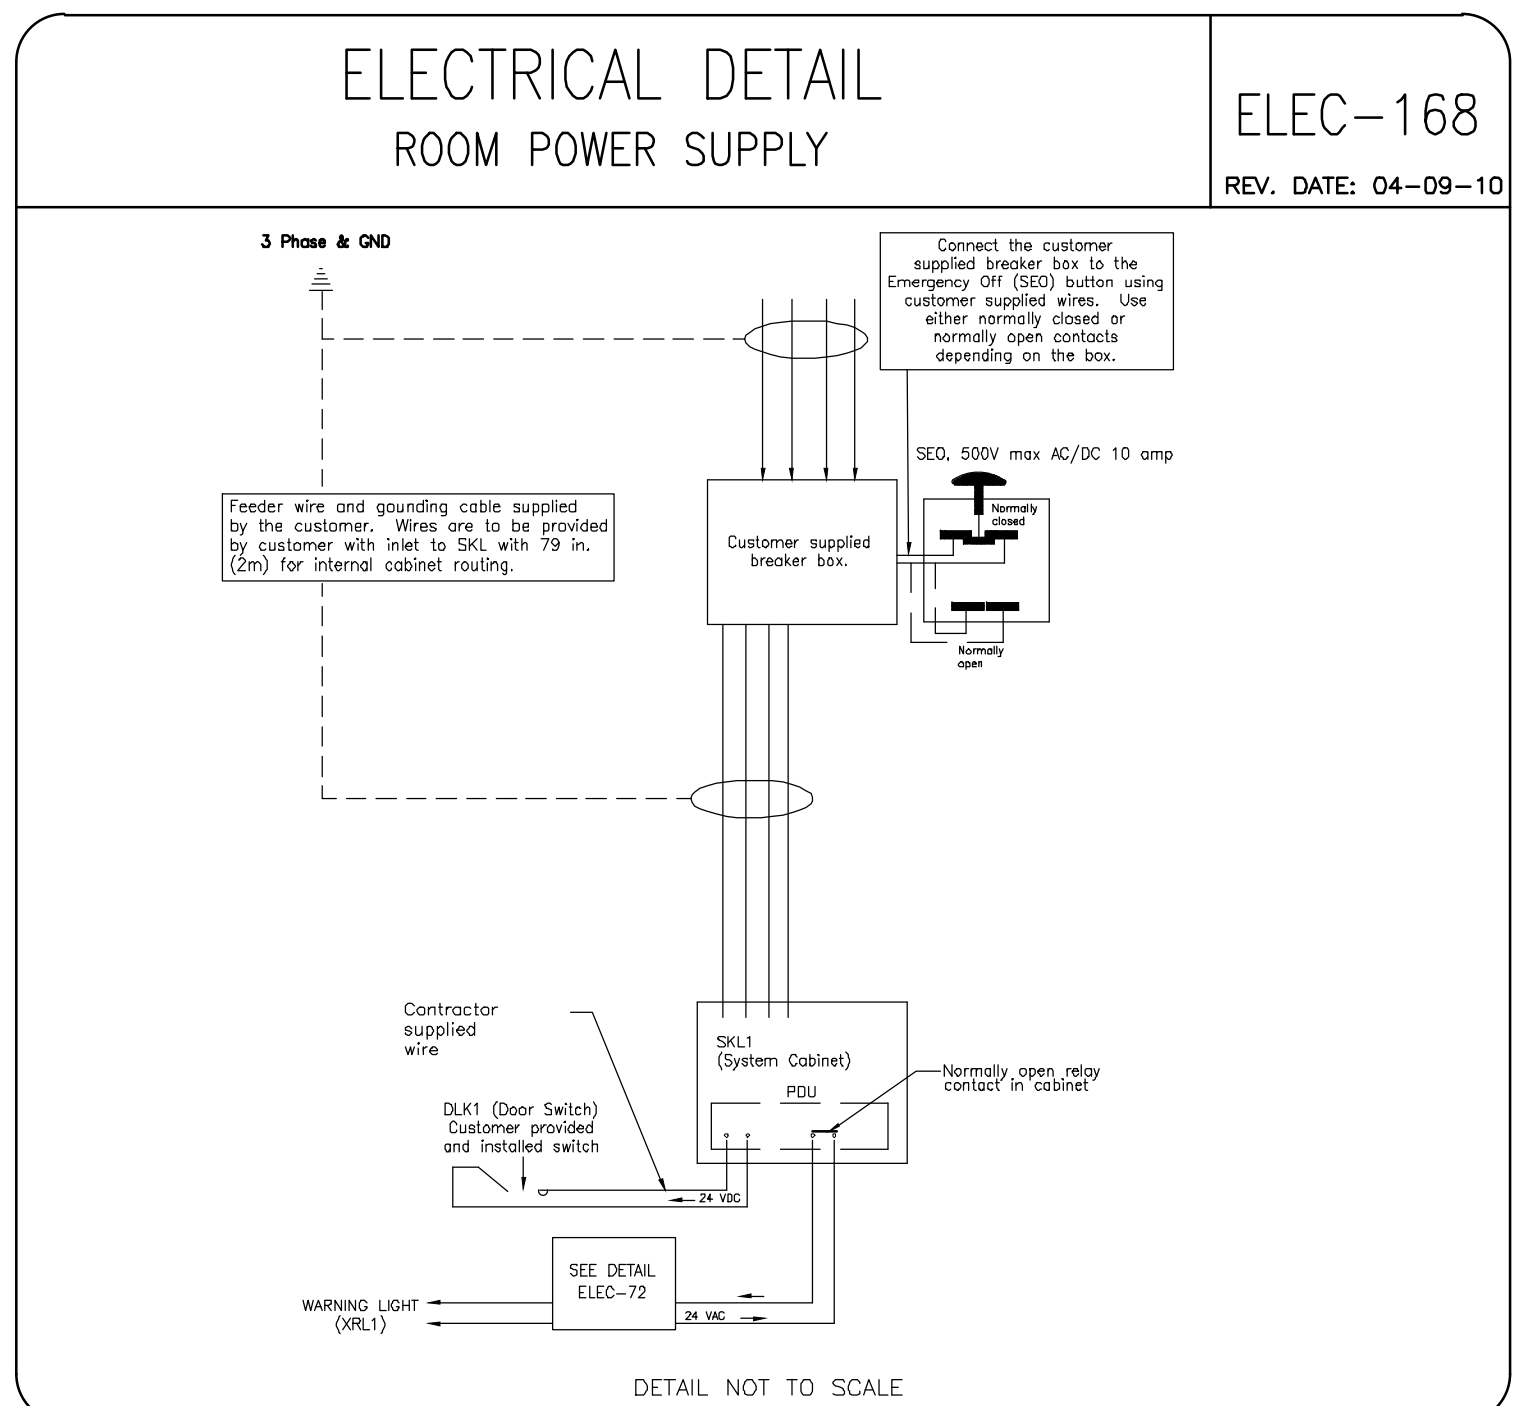 ELECTRICAL DETAIL
ROOM POWER SUPPLY
ELEC-168
REV. DATE: 04-09-10
3 Phase & GND
Connect the customer
supplied breaker box to the
Emergency Off (SEO) button using
customer supplied wires. Use
either normally closed or
normally open contacts
depending on the box.
SEO, 500V max AC/DC 10 amp
Normally
closed
Feeder wire and gounding cable supplied
by the customer. Wires are to be provided
by customer with inlet to SKL with 79 in.
(2m) for internal cabinet routing.
Customer supplied
breaker box.
Normally
open
Contractor
supplied
wire
SKL1
(System Cabinet)
PDU
Normally open relay
contact in cabinet
DLK1 (Door Switch)
Customer provided
and installed switch
24 VDC
SEE DETAIL
ELEC-72
WARNING LIGHT
(XRL1)
24 VAC
DETAIL NOT TO SCALE